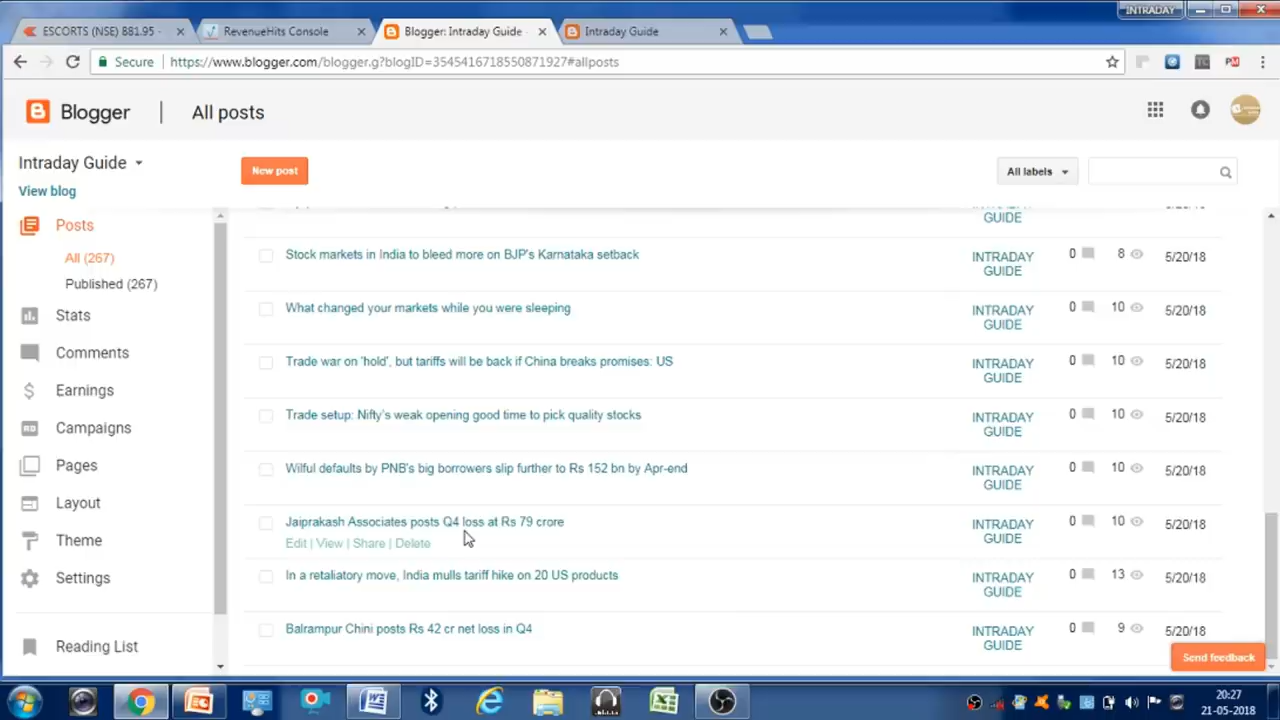 INTRADAY
ESCORTS (NSE) 881.95 -
RevenueHits Console
Blogger: Intraday Guide -
Intraday Guide
Secure
https://www.blogger.com/blogger.g?blogID=3545416718550871927#allposts
Blogger
All posts
Intraday Guide
New post
All labels
View blog
Posts
All (267)
Published (267)
Stats
Comments
Earnings
Campaigns
Pages
Layout
Theme
Settings
Reading List
GUIDE
Stock markets in India to bleed more on BJP's Karnataka setback
INTRADAY GUIDE
0
8
5/20/18
What changed your markets while you were sleeping
INTRADAY GUIDE
0
10
5/20/18
Trade war on 'hold', but tariffs will be back if China breaks promises: US
INTRADAY GUIDE
0
10
5/20/18
Trade setup: Nifty's weak opening good time to pick quality stocks
INTRADAY GUIDE
0
10
5/20/18
Wilful defaults by PNB's big borrowers slip further to Rs 152 bn by Apr-end
INTRADAY GUIDE
0
10
5/20/18
Jaiprakash Associates posts Q4 loss at Rs 79 crore
Edit | View | Share | Delete
INTRADAY GUIDE
0
10
5/20/18
In a retaliatory move, India mulls tariff hike on 20 US products
INTRADAY GUIDE
0
13
5/20/18
Balrampur Chini posts Rs 42 cr net loss in Q4
INTRADAY GUIDE
0
9
5/20/18
Send feedback
20:27
21-05-2018